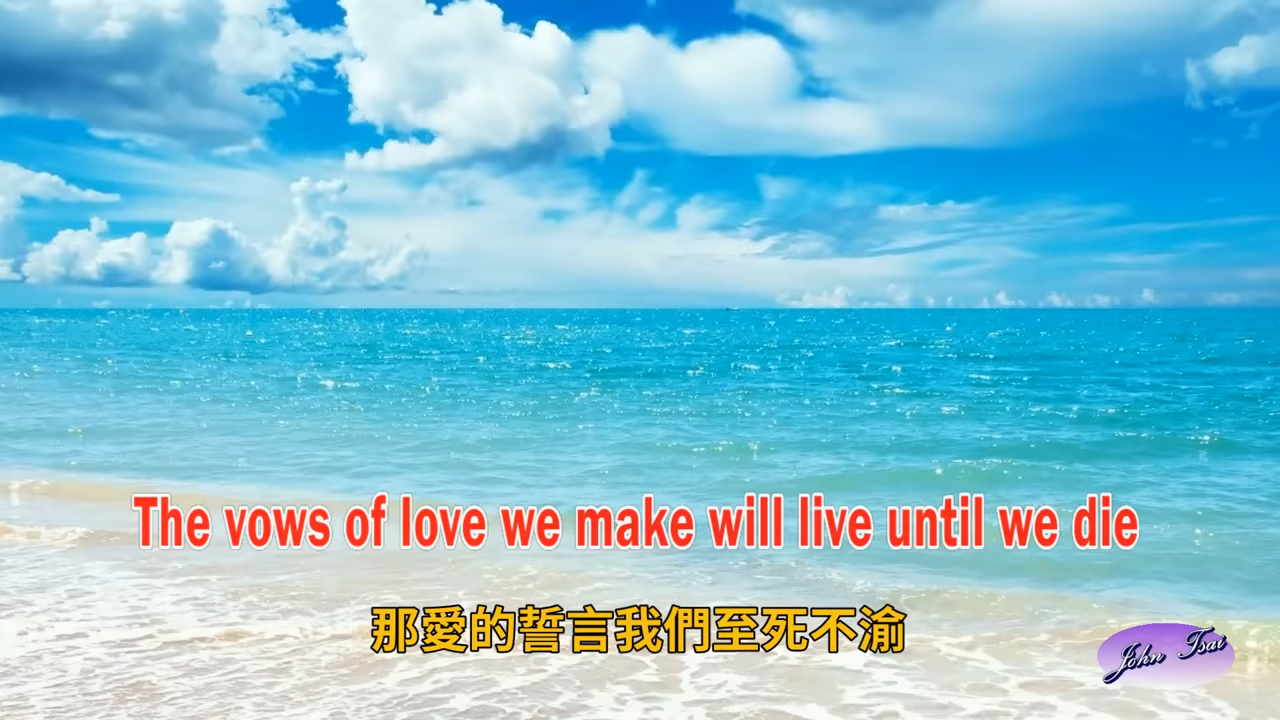 The vows of love we make will live until we die
那愛的誓言我們至死不渝
John Tsai